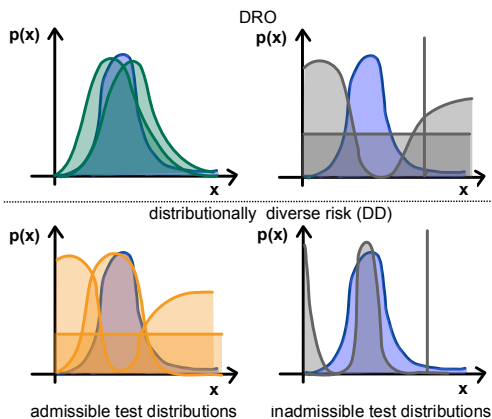 DRO
p(x)
p(x)
x
x
distributionally diverse risk (DD)
p(x)
p(x)
x
x
admissible test distributions
inadmissible test distributions